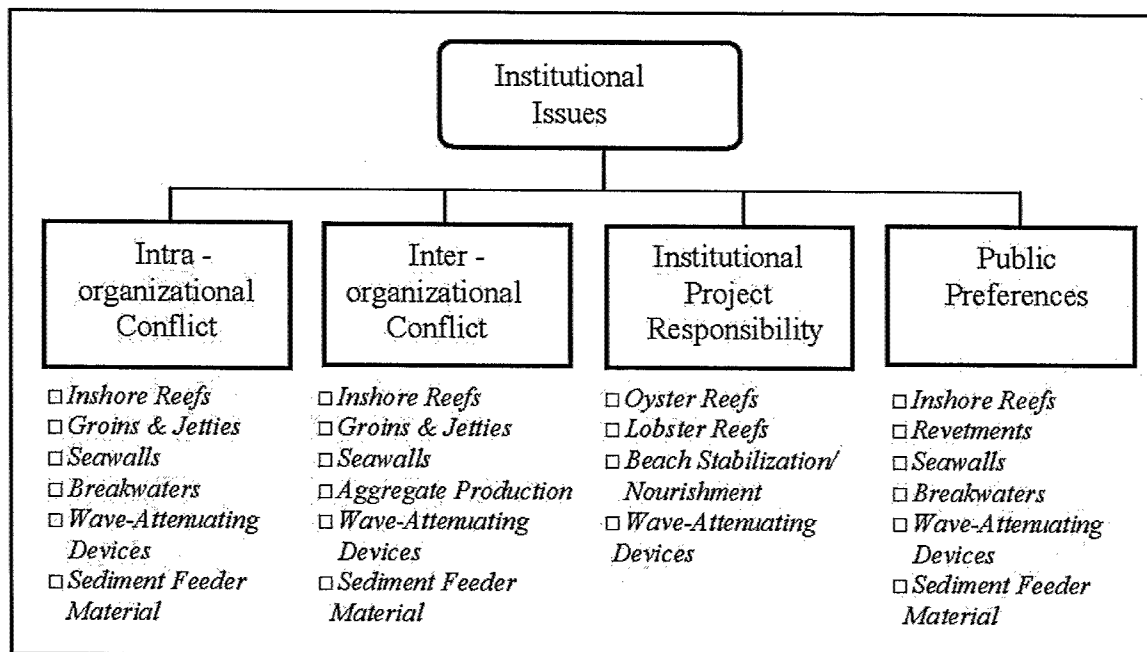 Institutional
Issues
Intra -
organizational
Conflict
□ Inshore Reefs
□ Groins & Jetties
□ Seawalls
□ Breakwaters
□ Wave-Attenuating
Devices
□ Sediment Feeder
Material
Inter -
organizational
Conflict
□ Inshore Reefs
□ Groins & Jetties
□ Seawalls
□ Aggregate Production
□ Wave-Attenuating
Devices
□ Sediment Feeder
Material
Institutional
Project
Responsibility
□ Oyster Reefs
□ Lobster Reefs
□ Beach Stabilization/
Nourishment
□ Wave-Attenuating
Devices
Public
Preferences
□ Inshore Reefs
□ Revetments
□ Seawalls
□ Breakwaters
□ Wave-Attenuating
Devices
□ Sediment Feeder
Material